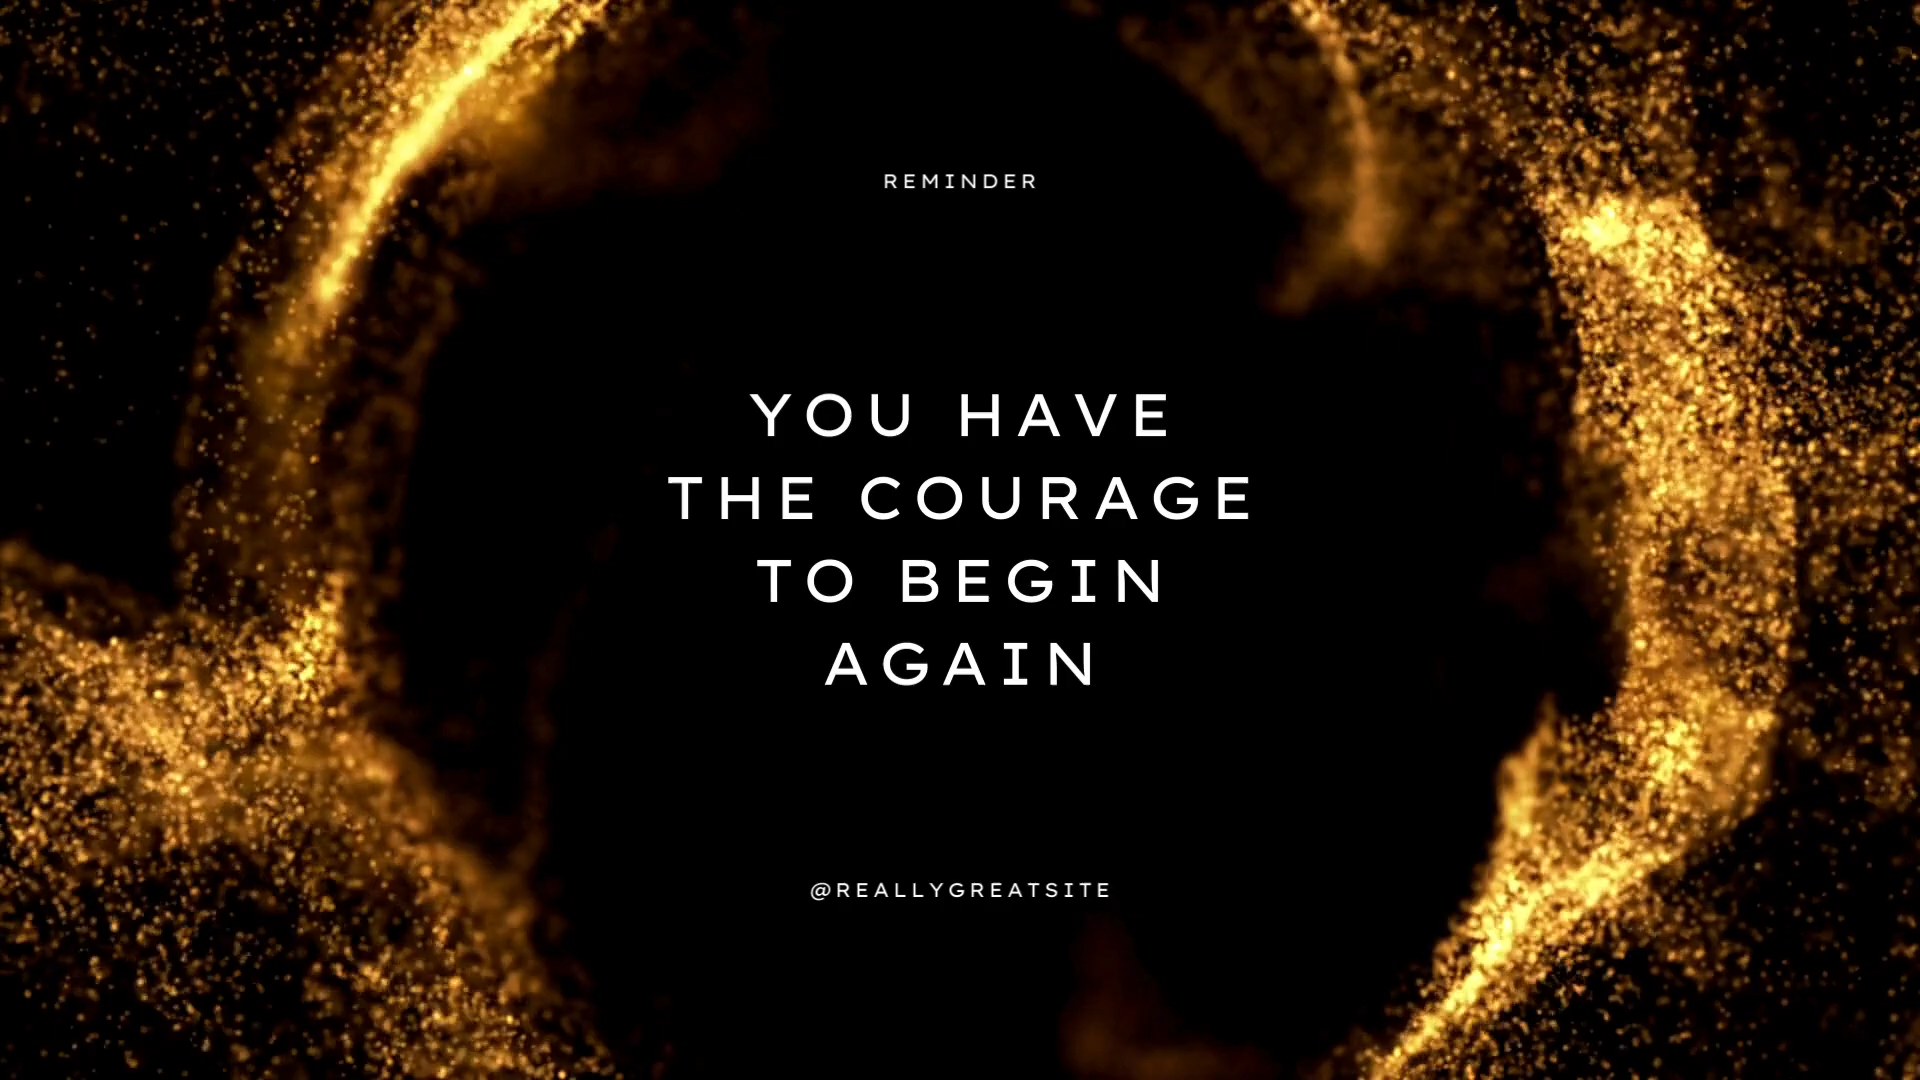 REMINDER
YOU HAVE
THE COURAGE
TO BEGIN
AGAIN
@REALLYGREATSITE